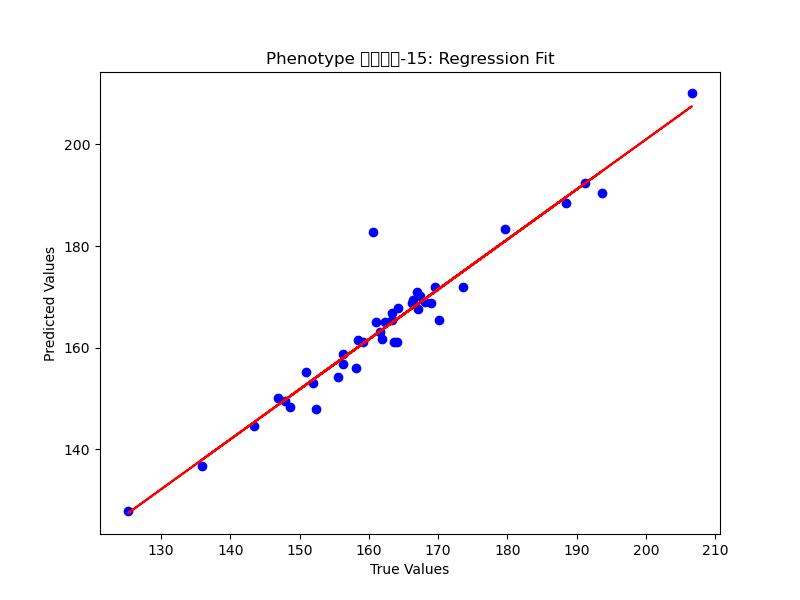 Phenotype -15: Regression Fit
Predicted Values
200
180
160
140
130 140 150 160 170 180 190 200 210
True Values